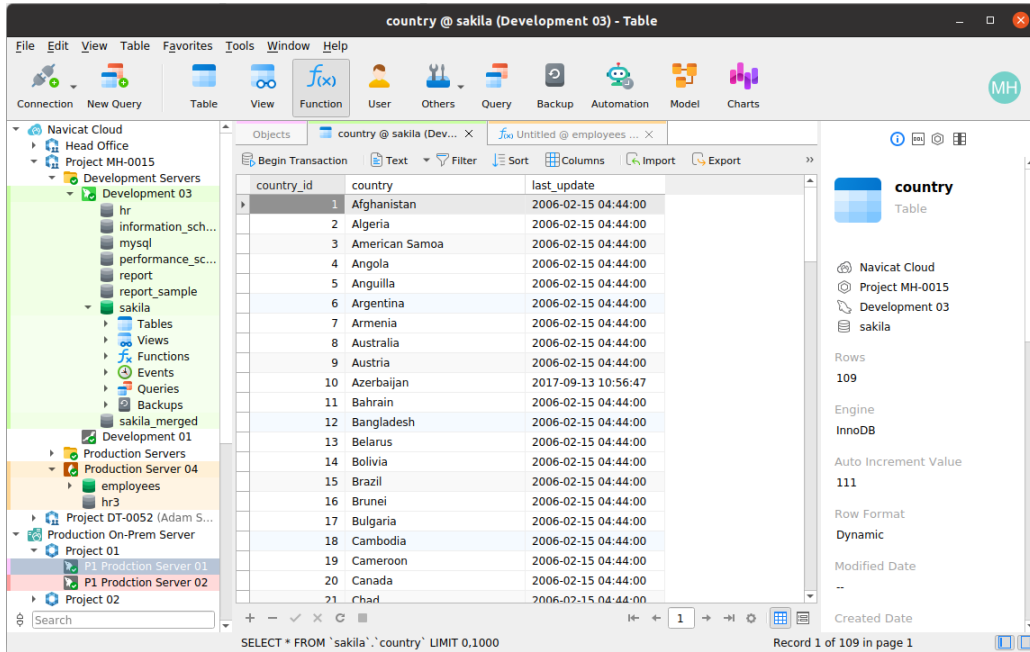 country @ sakila (Development 03) - Table
File Edit View Table Favorites Tools Window Help
Connection New Query Table View Function User Others Query Backup Automation Model Charts
MH
Navicat Cloud
Head Office
Project MH-0015
Development Servers
Development 03
hr
information_sch...
mysql
performance_sc...
report
report_sample
sakila
Tables
Views
Functions
Events
Queries
Backups
sakila_merged
Development 01
Production Servers
Production Server 04
employees
hr3
Project DT-0052 (Adam S...
Production On-Prem Server
Project 01
P1 Prodction Server 01
P1 Prodction Server 02
Project 02
Search
Objects country @ sakila (Dev... Untitled @ employees ...
Begin Transaction Text Filter Sort Columns Import Export
country_id country last_update
1 Afghanistan 2006-02-15 04:44:00
2 Algeria 2006-02-15 04:44:00
3 American Samoa 2006-02-15 04:44:00
4 Angola 2006-02-15 04:44:00
5 Anguilla 2006-02-15 04:44:00
6 Argentina 2006-02-15 04:44:00
7 Armenia 2006-02-15 04:44:00
8 Australia 2006-02-15 04:44:00
9 Austria 2006-02-15 04:44:00
10 Azerbaijan 2017-09-13 10:56:47
11 Bahrain 2006-02-15 04:44:00
12 Bangladesh 2006-02-15 04:44:00
13 Belarus 2006-02-15 04:44:00
14 Bolivia 2006-02-15 04:44:00
15 Brazil 2006-02-15 04:44:00
16 Brunei 2006-02-15 04:44:00
17 Bulgaria 2006-02-15 04:44:00
18 Cambodia 2006-02-15 04:44:00
19 Cameroon 2006-02-15 04:44:00
20 Canada 2006-02-15 04:44:00
21 Chad 2006-02-15 04:44:00
1
SELECT * FROM `sakila`.`country` LIMIT 0,1000
Record 1 of 109 in page 1
DDL
country
Table
Navicat Cloud
Project MH-0015
Development 03
sakila
Rows
109
Engine
InnoDB
Auto Increment Value
111
Row Format
Dynamic
Modified Date
--
Created Date